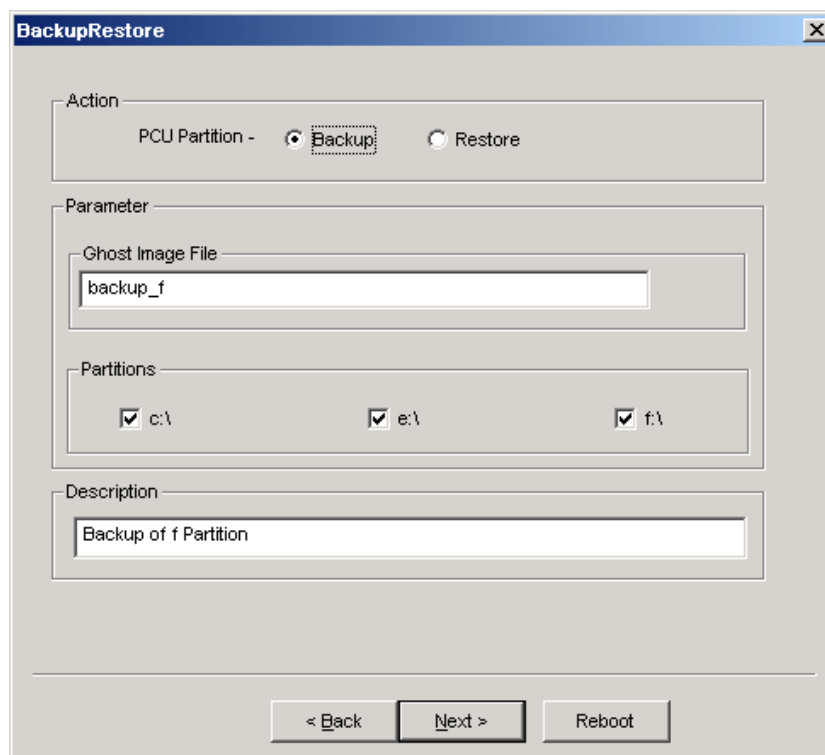 BackupRestore
Action
PCU Partition - Backup Restore
Parameter
Ghost Image File
backup_f
Partitions
c:\ e:\ f:\
Description
Backup of f Partition
< Back Next > Reboot